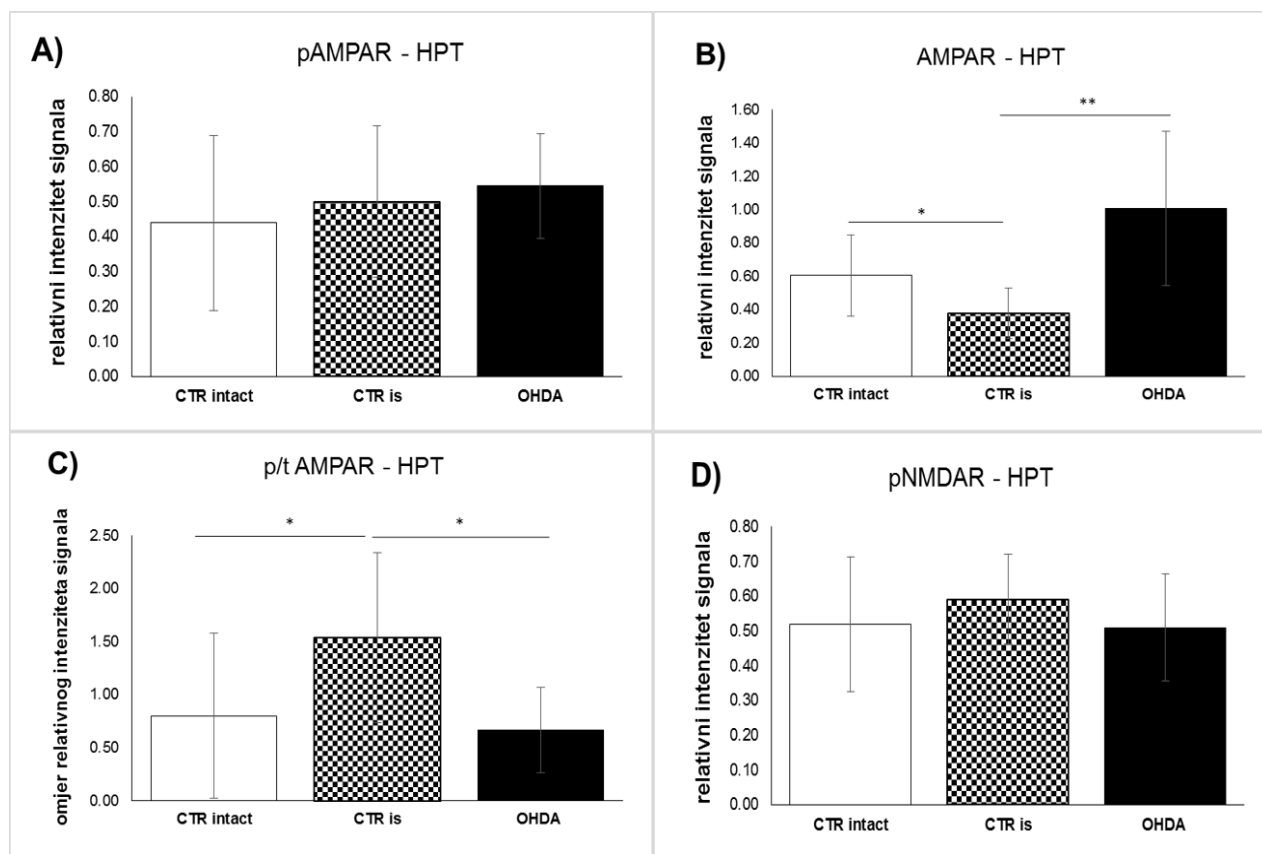 A)
pAMPAR - HPT
relativni intenzitet signala
0.80
0.70
0.60
0.50
0.40
0.30
0.20
0.10
0.00
CTR intact CTR is OHDA
B)
AMPAR - HPT
relativni intenzitet signala
1.60
1.40
1.20
1.00
0.80
0.60
0.40
0.20
0.00
*
**
CTR intact CTR is OHDA
C)
p/t AMPAR - HPT
omjer relativnog intenziteta signala
2.50
2.00
1.50
1.00
0.50
0.00
* *
CTR intact CTR is OHDA
D)
pNMDAR - HPT
relativni intenzitet signala
0.80
0.70
0.60
0.50
0.40
0.30
0.20
0.10
0.00
CTR intact CTR is OHDA